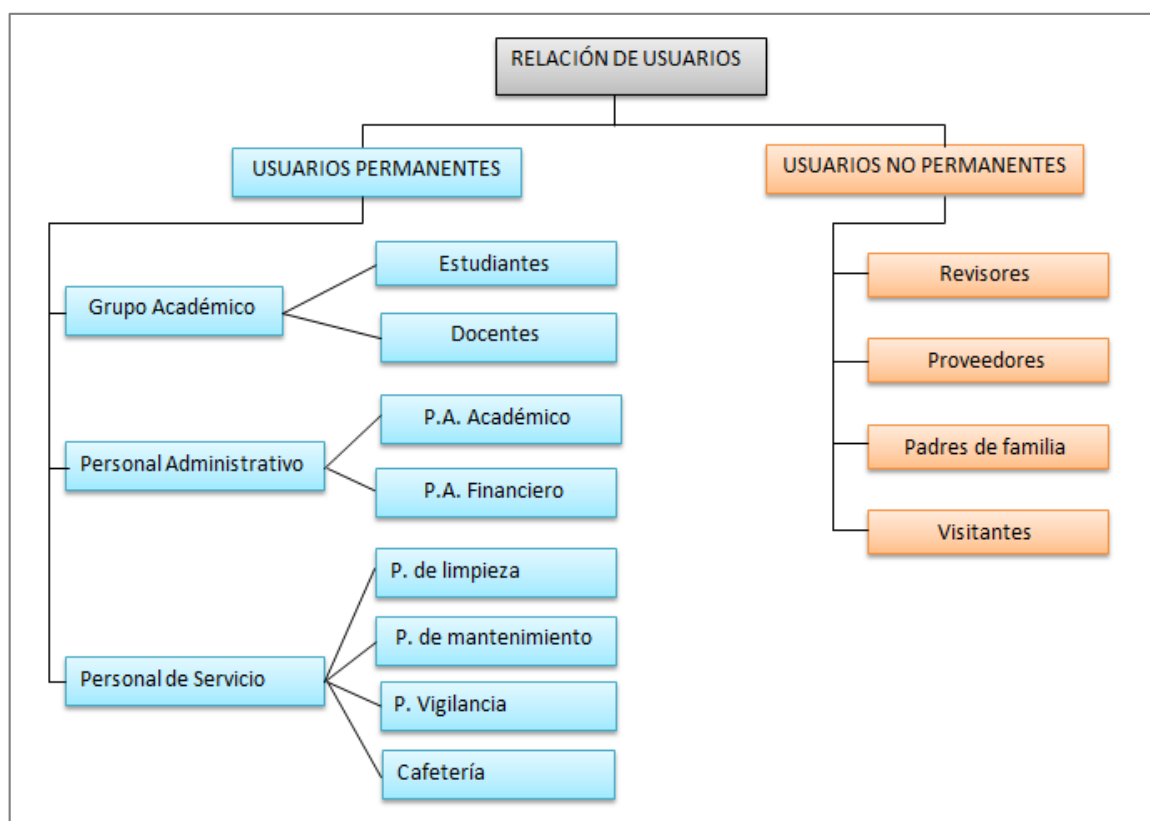 RELACIÓN DE USUARIOS
USUARIOS PERMANENTES
USUARIOS NO PERMANENTES
Grupo Académico
Estudiantes
Docentes
Personal Administrativo
P.A. Académico
P.A. Financiero
Personal de Servicio
P. de limpieza
P. de mantenimiento
P. Vigilancia
Cafetería
Revisores
Proveedores
Padres de familia
Visitantes